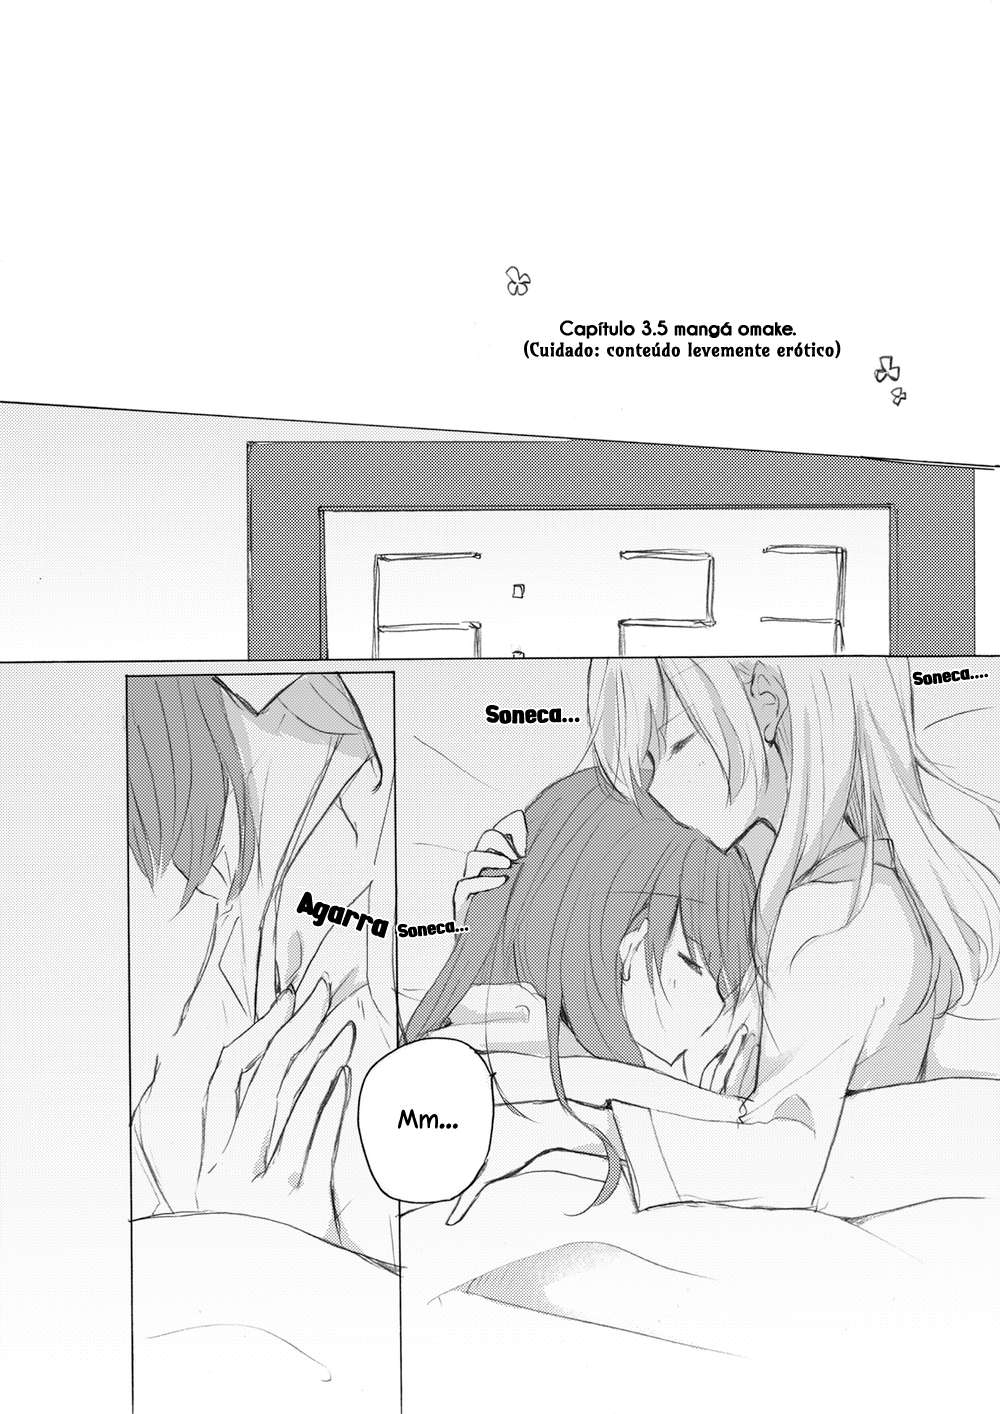 Capítulo 3.5 mangá omake.
(Cuidado: conteúdo levemente erótico)
Soneca....
Soneca...
Agarra
Soneca...
Mm...